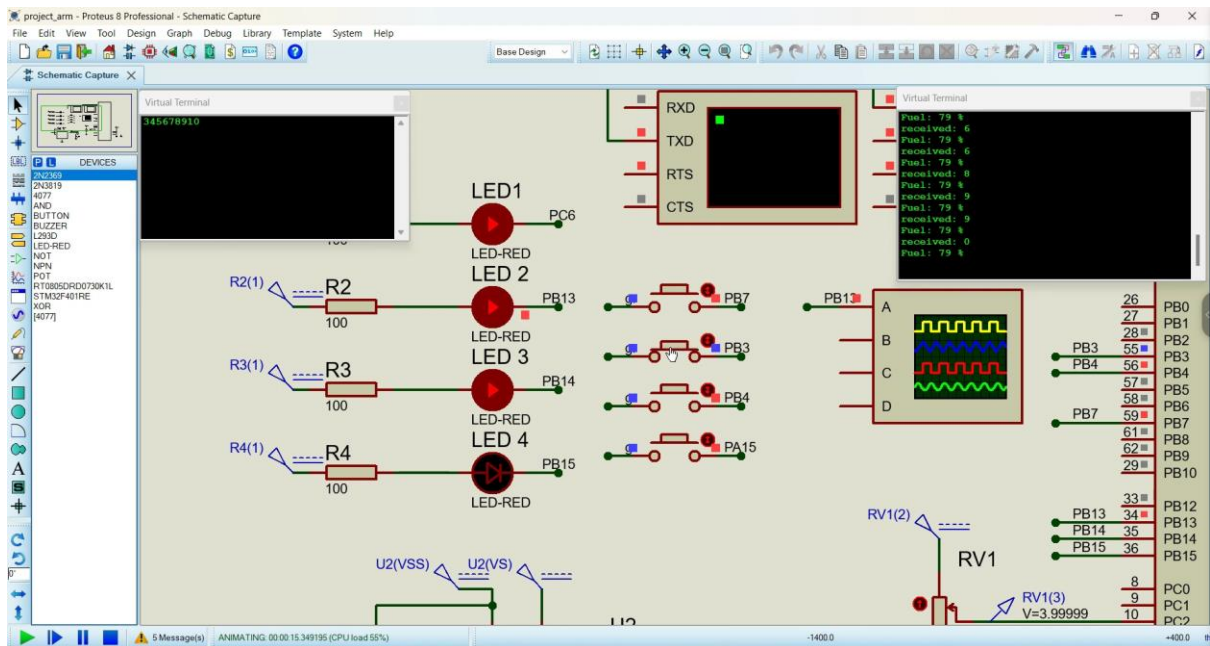 project_arm - Proteus 8 Professional - Schematic Capture
File Edit View Tool Design Graph Debug Library Template System Help
Base Design
Schematic Capture
Virtual Terminal
345678910
Virtual Terminal
Fuel: 79 %
received: 6
Fuel: 79 %
received: 6
Fuel: 79 %
received: 8
Fuel: 79 %
received: 9
Fuel: 79 %
received: 9
Fuel: 79 %
received: 0
Fuel: 79 %
P L DEVICES
2N2369
2N3819
4077
AND
BUTTON
BUZZER
L293D
LED-RED
NOT
NPN
POT
RT0805DRD0730K1L
STM32F401RE
XOR
[4077]
RXD
TXD
RTS
CTS
LED1
PC6
LED-RED
100
LED 2
R2(1)
R2
PB13
100
LED-RED
LED 3
R3(1)
R3
PB14
100
LED-RED
LED 4
R4(1)
R4
PB15
100
LED-RED
PB7
PB3
PB4
PA15
PB13
A
B
C
D
26 PB0
27 PB1
28 PB2
PB3 55 PB3
PB4 56 PB4
57 PB5
58 PB6
PB7 59 PB7
61 PB8
62 PB9
29 PB10
33 PB12
PB13 34 PB13
PB14 35 PB14
PB15 36 PB15
8 PC0
9 PC1
10 PC2
RV1(2)
RV1
RV1(3)
V=3.99999
U2(VSS) U2(VS)
U2
5 Message(s) ANIMATING: 00:00:15.349195 (CPU load 55%) -1400.0 +400.0 th